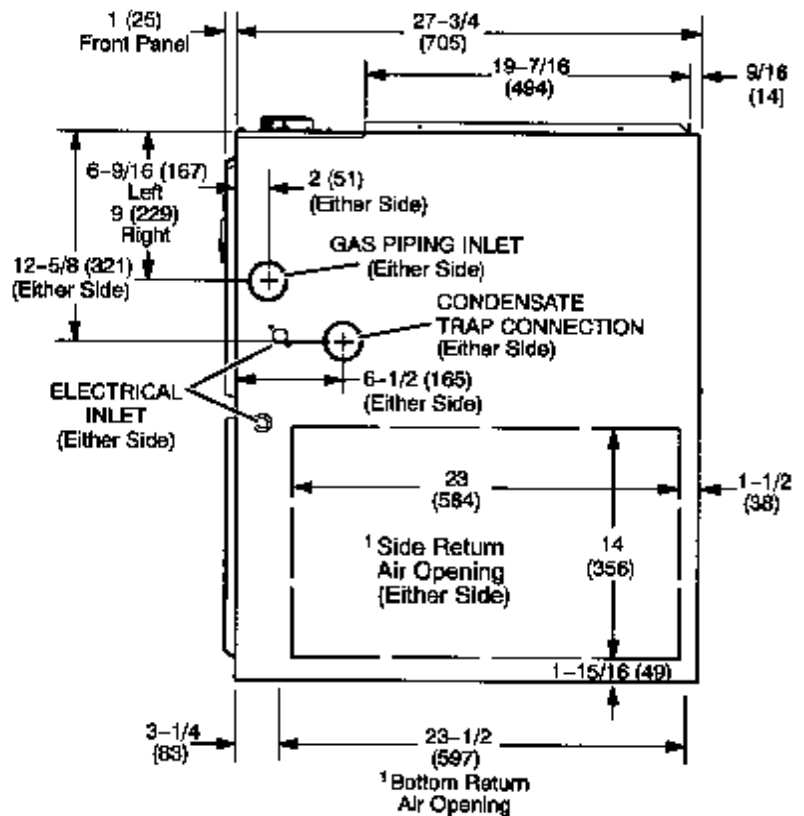 1 (25)
Front Panel
27–3/4
(705)
19–7/16
(494)
9/16
(14)
6–9/16 (167)
Left
9 (229)
Right
2 (51)
(Either Side)
12–5/8 (321)
(Either Side)
GAS PIPING INLET
(Either Side)
CONDENSATE
TRAP CONNECTION
(Either Side)
6–1/2 (165)
(Either Side)
ELECTRICAL
INLET
(Either Side)
23
(584)
1–1/2
(38)
14
(356)
1 Side Return
Air Opening
(Either Side)
1–15/16 (49)
3–1/4
(83)
23–1/2
(597)
1 Bottom Return
Air Opening